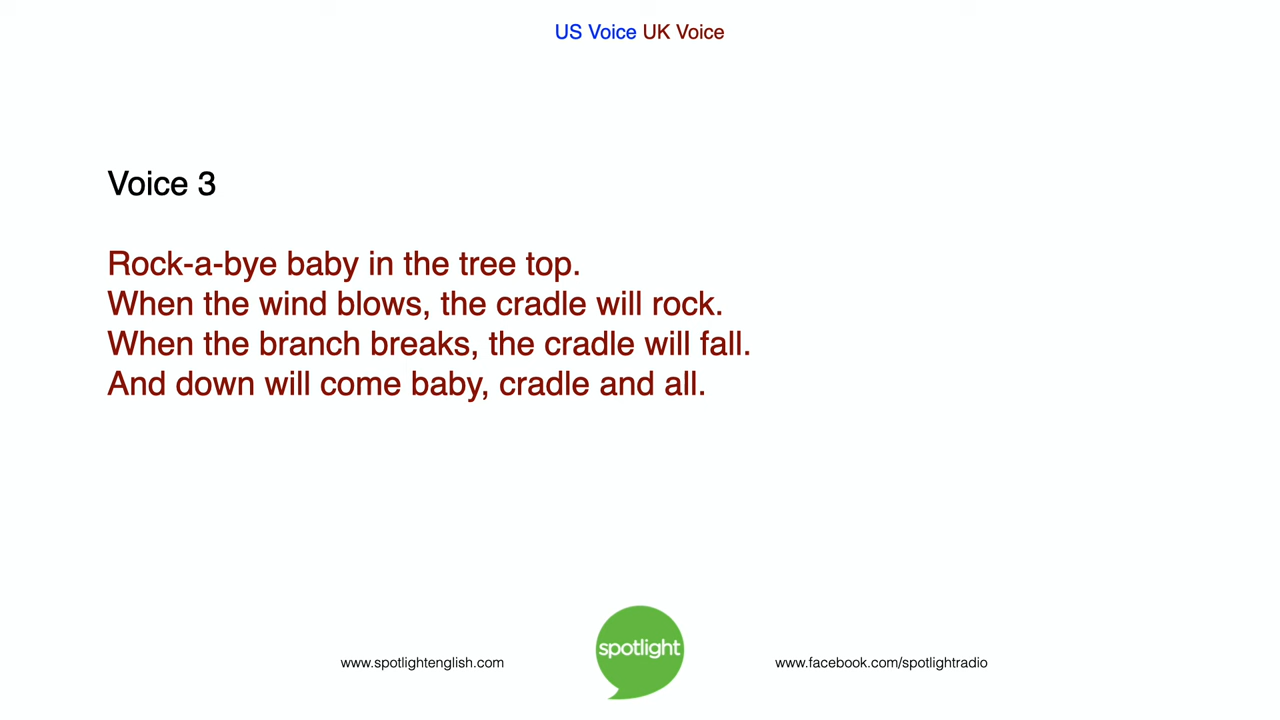 US Voice UK Voice
Voice 3
Rock-a-bye baby in the tree top.
When the wind blows, the cradle will rock.
When the branch breaks, the cradle will fall.
And down will come baby, cradle and all.
www.spotlightenglish.com
spotlight
www.facebook.com/spotlightradio